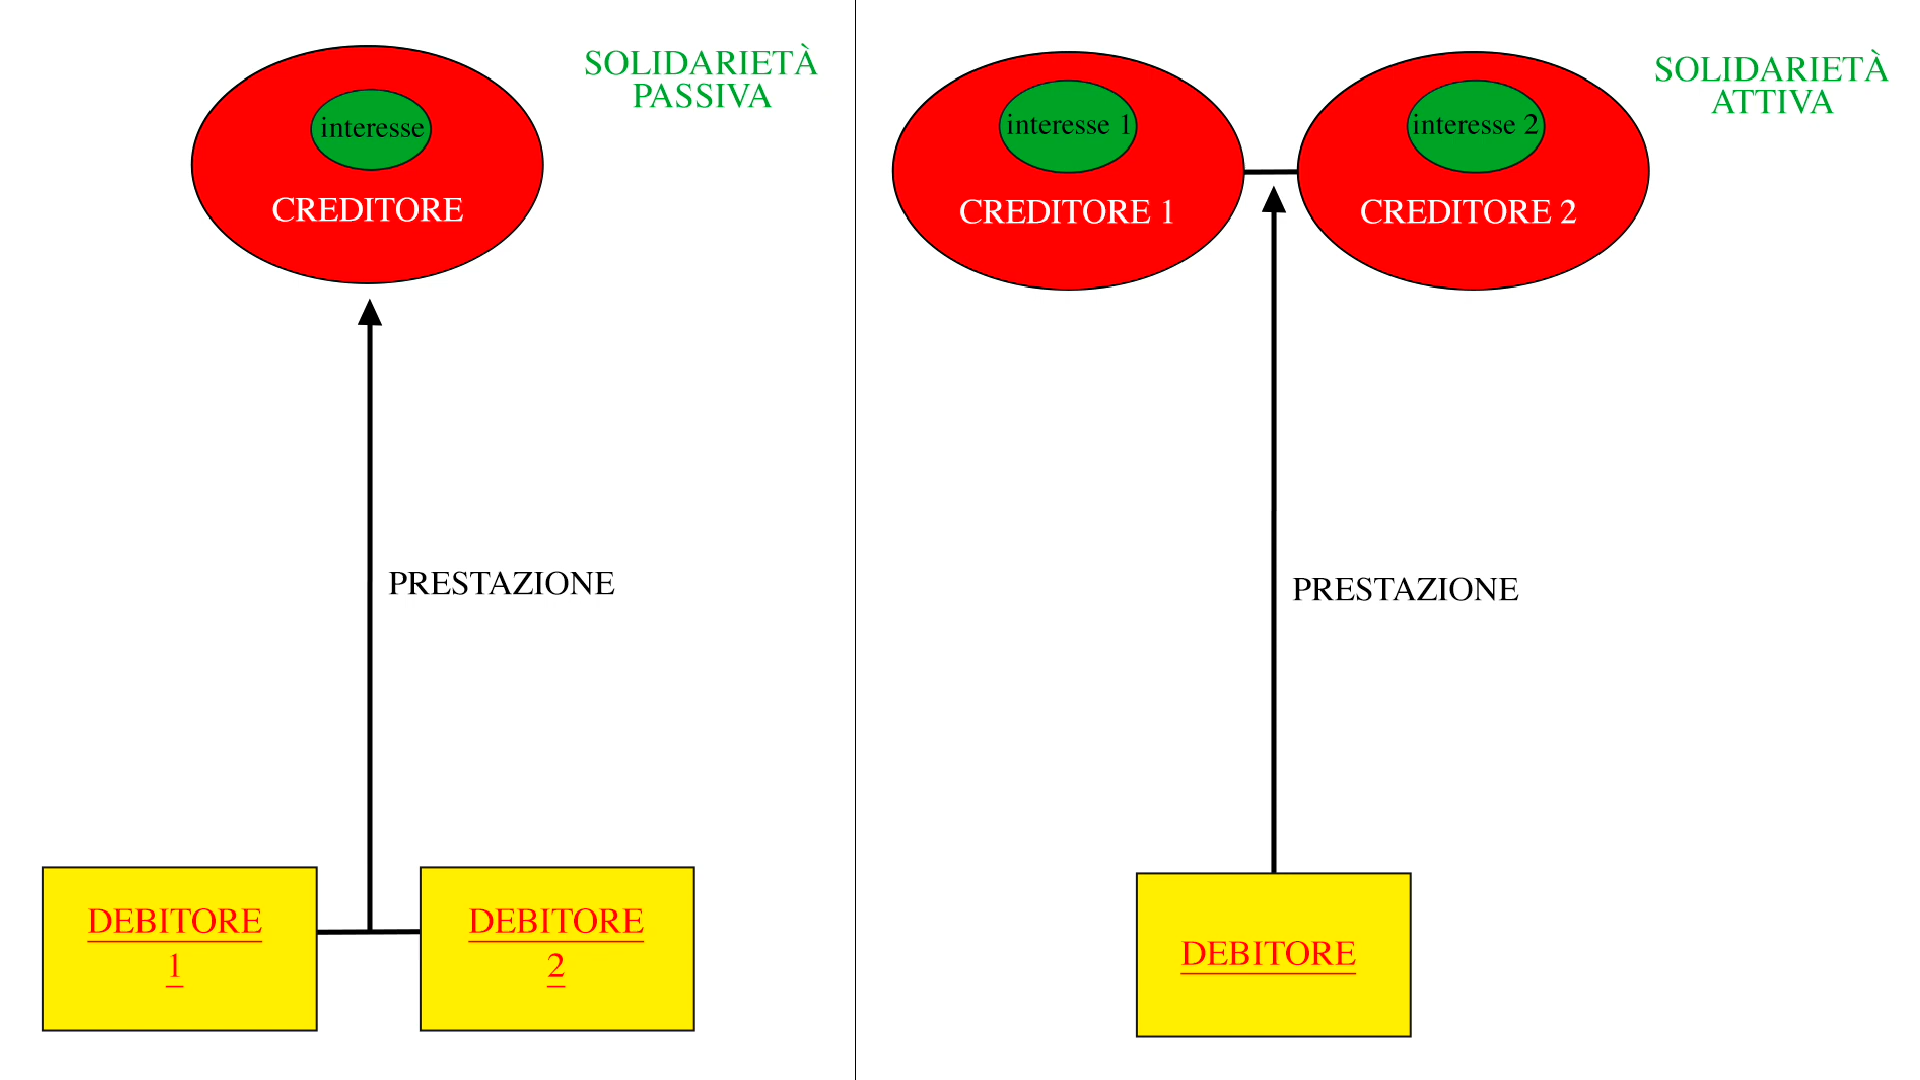 SOLIDARIETÀ
PASSIVA
interesse
CREDITORE
PRESTAZIONE
DEBITORE
1
DEBITORE
2
SOLIDARIETÀ
ATTIVA
interesse 1
CREDITORE 1
interesse 2
CREDITORE 2
PRESTAZIONE
DEBITORE